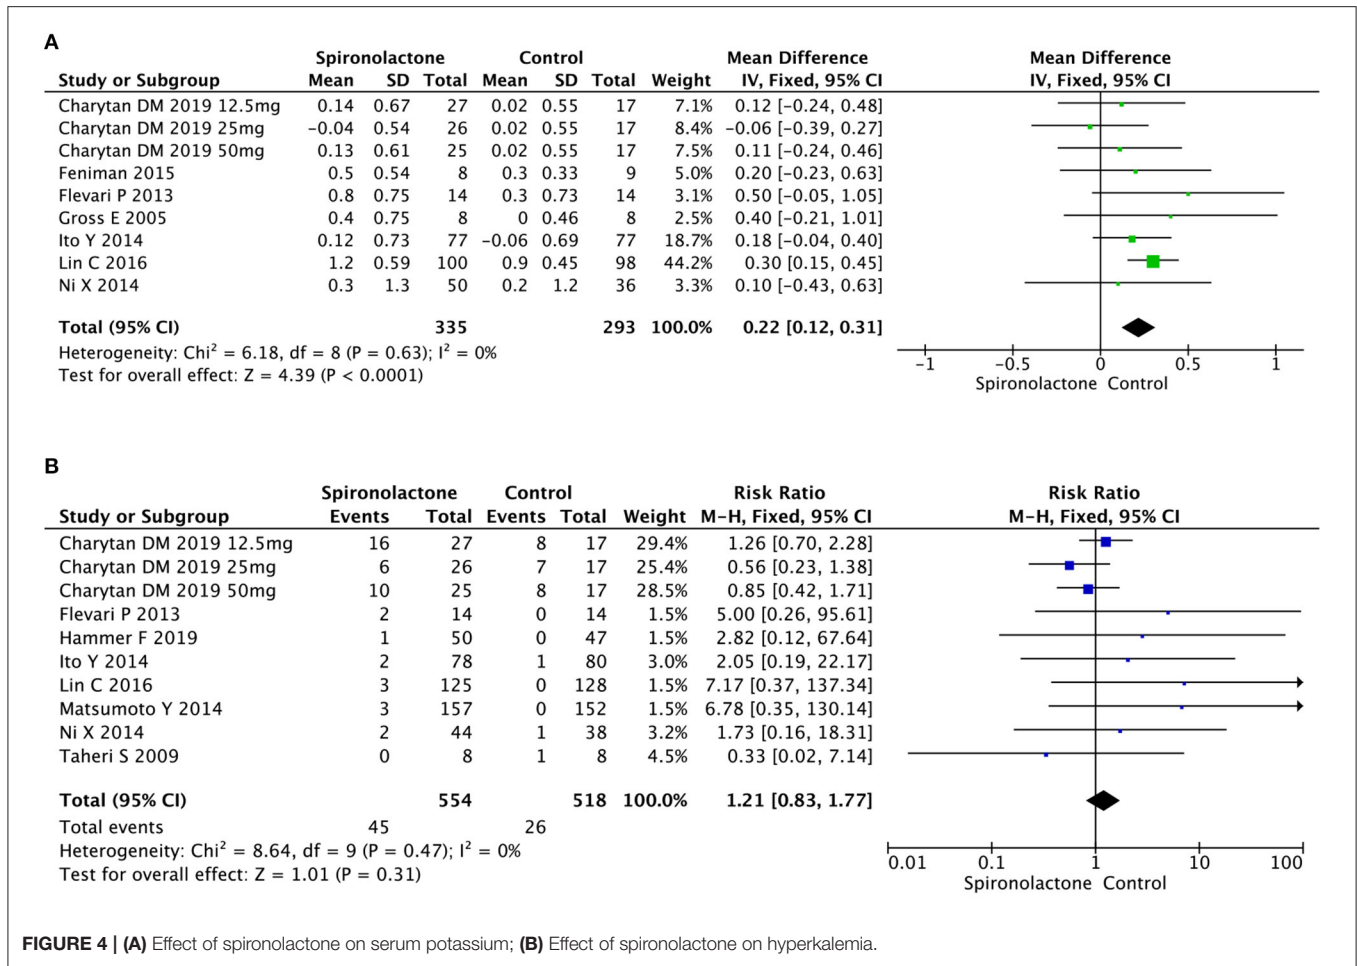 A
Spironolactone Control Mean Difference Mean Difference
Study or Subgroup Mean SD Total Mean SD Total Weight IV, Fixed, 95% CI IV, Fixed, 95% CI
Charytan DM 2019 12.5mg 0.14 0.67 27 0.02 0.55 17 7.1% 0.12 [−0.24, 0.48]
Charytan DM 2019 25mg −0.04 0.54 26 0.02 0.55 17 8.4% −0.06 [−0.39, 0.27]
Charytan DM 2019 50mg 0.13 0.61 25 0.02 0.55 17 7.5% 0.11 [−0.24, 0.46]
Feniman 2015 0.5 0.54 8 0.3 0.33 9 5.0% 0.20 [−0.23, 0.63]
Flevari P 2013 0.8 0.75 14 0.3 0.73 14 3.1% 0.50 [−0.05, 1.05]
Gross E 2005 0.4 0.75 8 0 0.46 8 2.5% 0.40 [−0.21, 1.01]
Ito Y 2014 0.12 0.73 77 −0.06 0.69 77 18.7% 0.18 [−0.04, 0.40]
Lin C 2016 1.2 0.59 100 0.9 0.45 98 44.2% 0.30 [0.15, 0.45]
Ni X 2014 0.3 1.3 50 0.2 1.2 36 3.3% 0.10 [−0.43, 0.63]
Total (95% CI) 335 293 100.0% 0.22 [0.12, 0.31]
Heterogeneity: Chi² = 6.18, df = 8 (P = 0.63); I² = 0%
Test for overall effect: Z = 4.39 (P < 0.0001)
−1 −0.5 0 0.5 1
Spironolactone Control
B
Spironolactone Control Risk Ratio Risk Ratio
Study or Subgroup Events Total Events Total Weight M−H, Fixed, 95% CI M−H, Fixed, 95% CI
Charytan DM 2019 12.5mg 16 27 8 17 29.4% 1.26 [0.70, 2.28]
Charytan DM 2019 25mg 6 26 7 17 25.4% 0.56 [0.23, 1.38]
Charytan DM 2019 50mg 10 25 8 17 28.5% 0.85 [0.42, 1.71]
Flevari P 2013 2 14 0 14 1.5% 5.00 [0.26, 95.61]
Hammer F 2019 1 50 0 47 1.5% 2.82 [0.12, 67.64]
Ito Y 2014 2 78 1 80 3.0% 2.05 [0.19, 22.17]
Lin C 2016 3 125 0 128 1.5% 7.17 [0.37, 137.34]
Matsumoto Y 2014 3 157 0 152 1.5% 6.78 [0.35, 130.14]
Ni X 2014 2 44 1 38 3.2% 1.73 [0.16, 18.31]
Taheri S 2009 0 8 1 8 4.5% 0.33 [0.02, 7.14]
Total (95% CI) 554 518 100.0% 1.21 [0.83, 1.77]
Total events 45 26
Heterogeneity: Chi² = 8.64, df = 9 (P = 0.47); I² = 0%
Test for overall effect: Z = 1.01 (P = 0.31)
0.01 0.1 1 10 100
Spironolactone Control
FIGURE 4 | (A) Effect of spironolactone on serum potassium; (B) Effect of spironolactone on hyperkalemia.